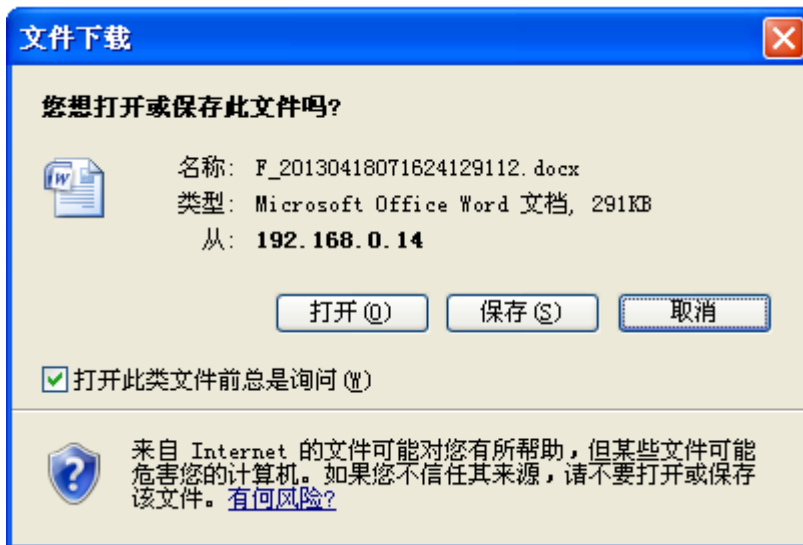 文件下载
您想打开或保存此文件吗?
名称: F_20130418071624129112.docx
类型: Microsoft Office Word 文档, 291KB
从: 192.168.0.14
打开(O) 保存(S) 取消
打开此类文件前总是询问(W)
来自 Internet 的文件可能对您有所帮助，但某些文件可能
危害您的计算机。如果您不信任其来源，请不要打开或保存
该文件。有何风险?